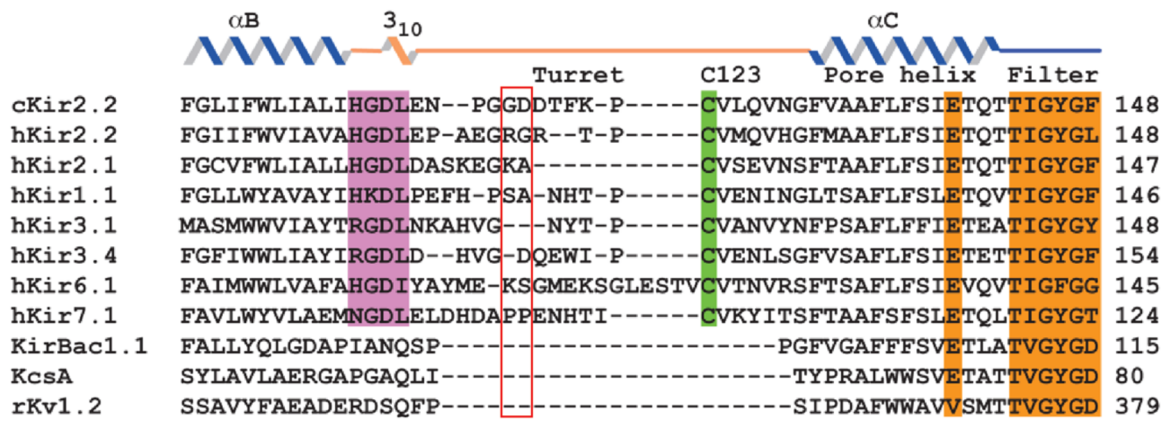 αB 3₁₀ αC
Turret C123 Pore helix Filter
cKir2.2 FGLIFWLIALIHGDLEN--PGGDDTFK-P-----CVLQVNGFVAAFLFSIETQTTIGYGF 148
hKir2.2 FGIIFWVIAVAHGDLEP-AEGRGR--T-P-----CVMQVHGFMAAFLFSIETQTTIGYGL 148
hKir2.1 FGCVFWLIALLHGDLDASKEGKA-----------CVSEVNSFTAAFLFSIETQTTIGYGF 147
hKir1.1 FGLLWYAVAYIHKDLPEFH-PSA-NHT-P-----CVENINGLTSAFLFSLETQVTIGYGF 146
hKir3.1 MASMWWVIAYTRGDLNKAHVG---NYT-P-----CVANVYNFPSAFLFFIETEATIGYGY 148
hKir3.4 FGFIWWLIAYIRGDLD--HVG-DQEWI-P-----CVENLSGFVSAFLFSIETETTIGYGF 154
hKir6.1 FAIMWWLVAFAHGDIYAYME-KSGMEKSGLESTVCVTNVRSFTSAFLFSIEVQVTIGFGG 145
hKir7.1 FAVLWYVLAEMNGDLELDHDAPPENHTI------CVKYITSFTAAFSFSLETQLTIGYGT 124
KirBac1.1 FALLYQLGDAPIANQSP----------------------PGFVGAFFFSVETLATVGYGD 115
KcsA SYLAVLAERGAPGAQLI-----------------------TYPRALWWSVETATTVGYGD 80
rKv1.2 SSAVYFAEADERDSQFP-----------------------SIPDAFWWAVVSMTTVGYGD 379